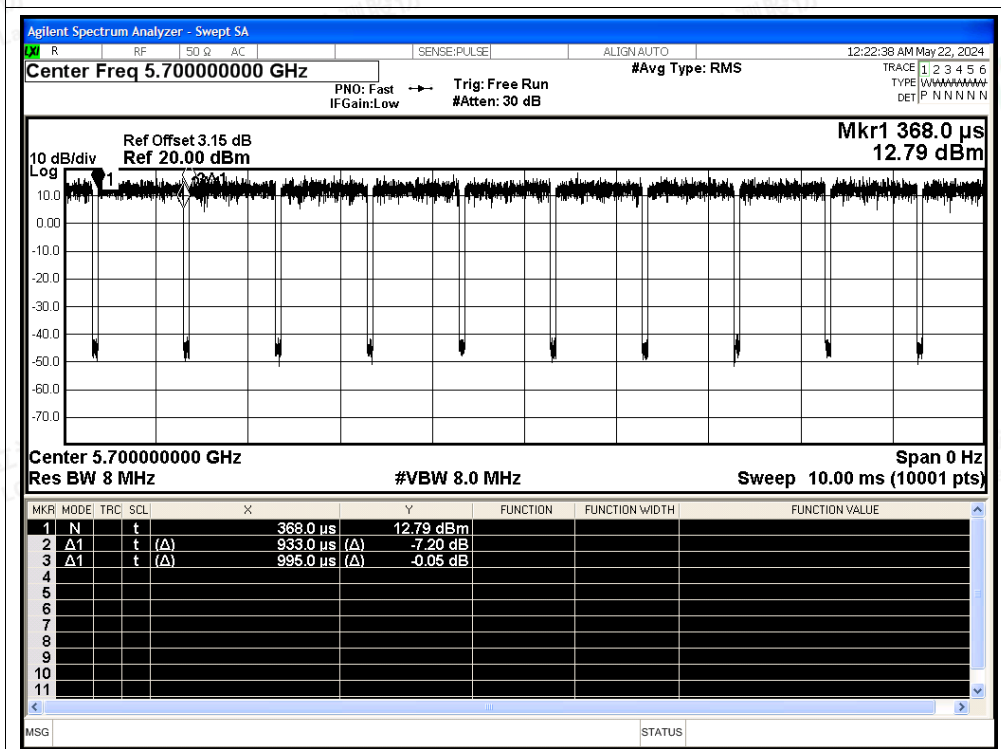 Agilent Spectrum Analyzer - Swept SA
LXI R RF 50 Ω AC SENSE:PULSE ALIGN AUTO 12:22:38 AM May 22, 2024
Center Freq 5.700000000 GHz #Avg Type: RMS TRACE 1 2 3 4 5 6
PNO: Fast Trig: Free Run TYPE WWWWWW
IFGain:Low #Atten: 30 dB DET P N N N N N
Mkr1 368.0 µs
12.79 dBm
Ref Offset 3.15 dB
10 dB/div Ref 20.00 dBm
Log
1
10.0
0.00
-10.0
-20.0
-30.0
-40.0
-50.0
-60.0
-70.0
Center 5.700000000 GHz Span 0 Hz
Res BW 8 MHz #VBW 8.0 MHz Sweep 10.00 ms (10001 pts)
MKR MODE TRC SCL X Y FUNCTION FUNCTION WIDTH FUNCTION VALUE
1 N t 368.0 µs 12.79 dBm
2 Δ1 t (Δ) 933.0 µs (Δ) -7.20 dB
3 Δ1 t (Δ) 995.0 µs (Δ) -0.05 dB
4
5
6
7
8
9
10
11
MSG STATUS